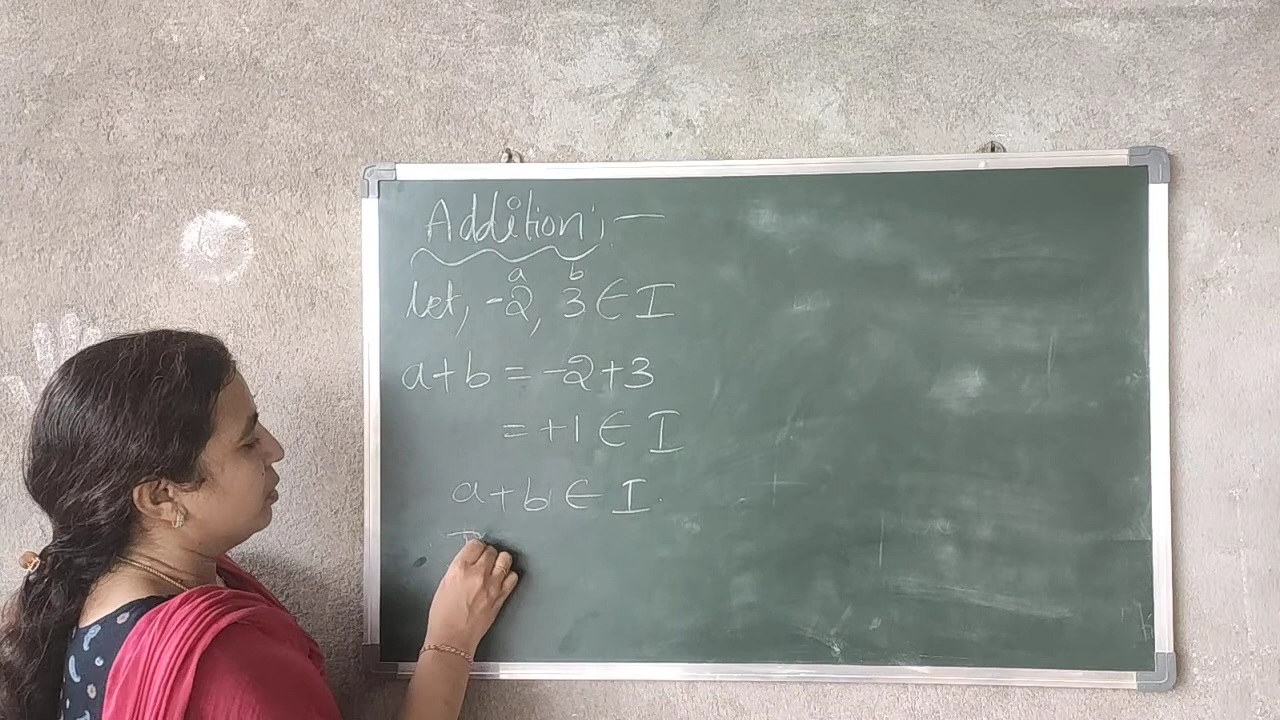 Addition :-
a b
let, -2, 3 ∈ I
a+b = -2+3
= +1 ∈ I
a+b ∈ I.